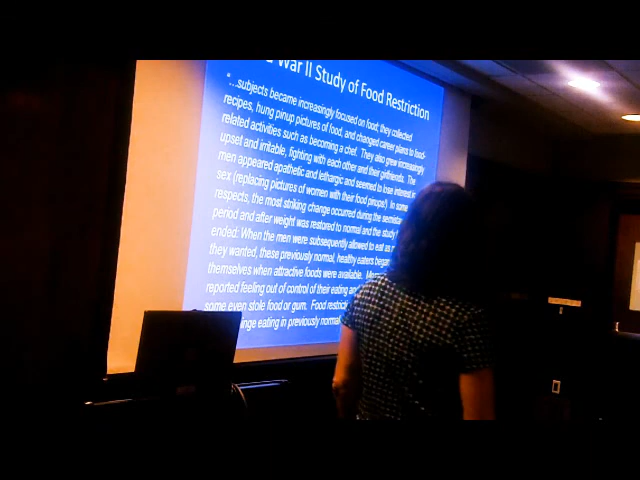 War II Study of Food Restriction
"...subjects became increasingly focused on food; they collected
recipes, hung pinup pictures of food, and changed career plans to food-
related activities such as becoming a chef. They also grew increasingly
upset and irritable, fighting with each other and their girlfriends. The
men appeared apathetic and lethargic and seemed to lose interest in
sex (replacing pictures of women with their food pinups!) In some
respects, the most striking change occurred during the
period and after weight was restored to normal and the study
ended: When the men were subsequently allowed to eat as
they wanted, these previously normal, healthy eaters began
themselves when attractive foods were available.
reported feeling out of control of their eating and
some even stole food or gum. Food
eating in previously normal